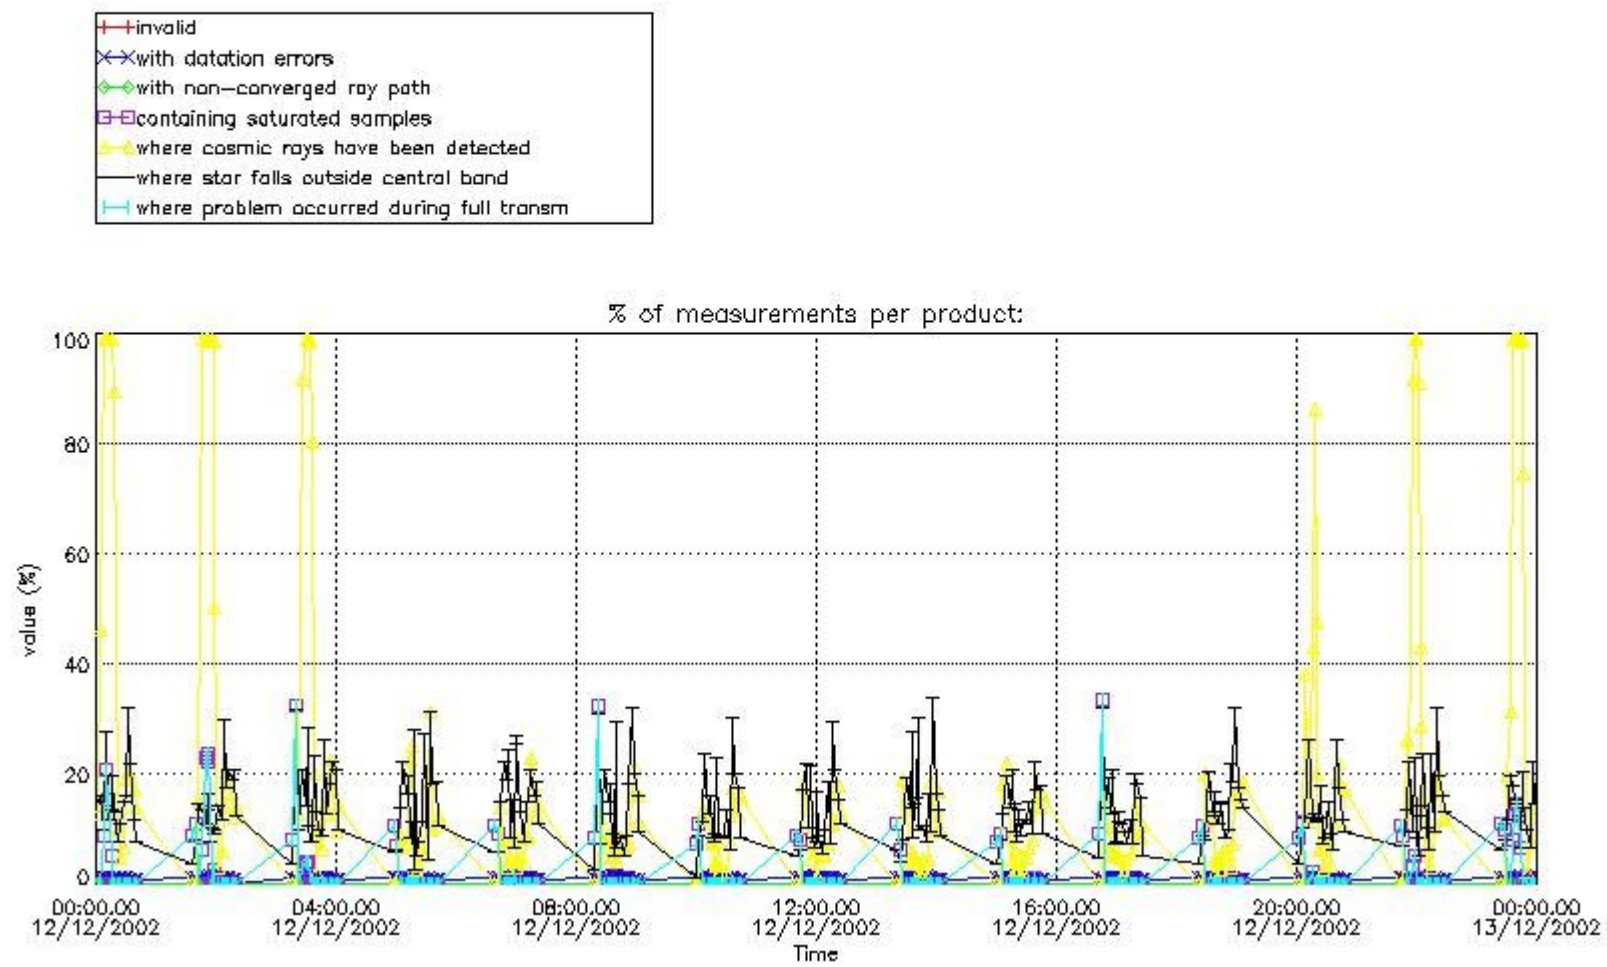 invalid
with datation errors
with non-converged ray path
containing saturated samples
where cosmic rays have been detected
where star falls outside central band
where problem occurred during full transm
% of measurements per product:
100
80
60
40
20
0
value (%)
00:00:00 04:00:00 08:00:00 12:00:00 16:00:00 20:00:00 00:00:00
12/12/2002 12/12/2002 12/12/2002 12/12/2002 12/12/2002 12/12/2002 13/12/2002
Time